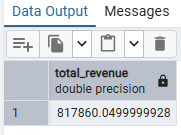 Data Output Messages
total_revenue
double precision
1 817860.0499999928